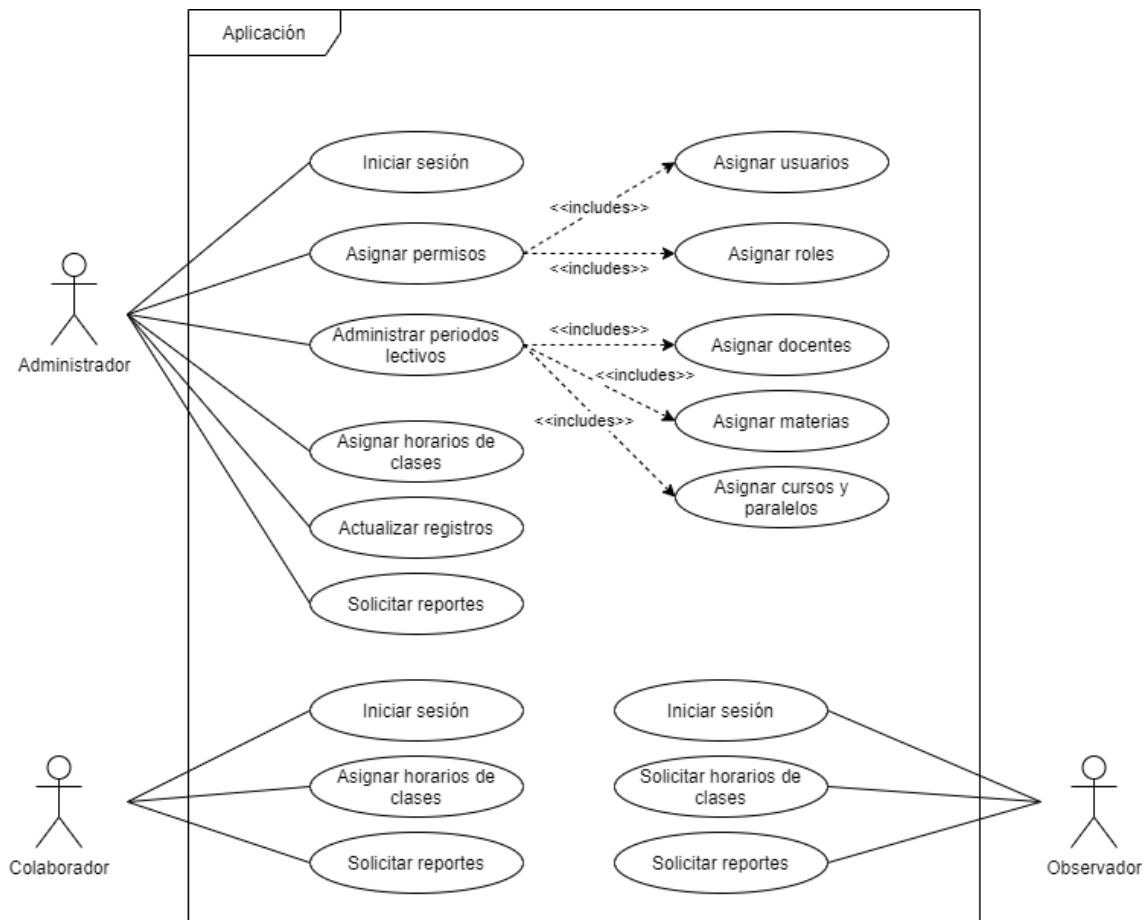 Aplicación
Iniciar sesión
Asignar usuarios
<<includes>>
Asignar permisos
Asignar roles
<<includes>>
Administrador
Administrar periodos
lectivos
<<includes>>
Asignar docentes
<<includes>>
Asignar materias
<<includes>>
Asignar horarios de
clases
Asignar cursos y
paralelos
Actualizar registros
Solicitar reportes
Iniciar sesión
Asignar horarios de
clases
Solicitar reportes
Colaborador
Iniciar sesión
Solicitar horarios de
clases
Solicitar reportes
Observador